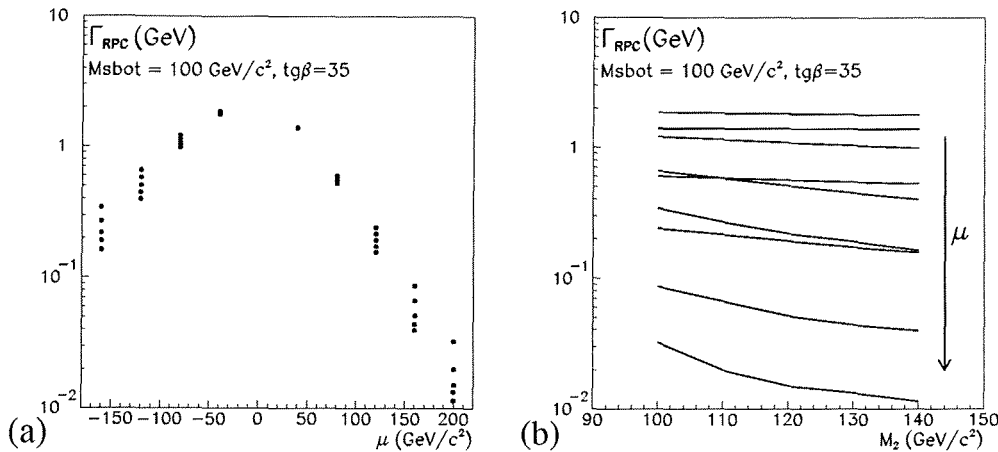 Γ_RPC (GeV)
Msbot = 100 GeV/c², tgβ=35
10
1
10⁻¹
10⁻²
−150 −100 −50 0 50 100 150 200
μ (GeV/c²)
(a)
Γ_RPC (GeV)
Msbot = 100 GeV/c², tgβ=35
10
1
10⁻¹
10⁻²
μ
90 100 110 120 130 140 150
M₂ (GeV/c²)
(b)